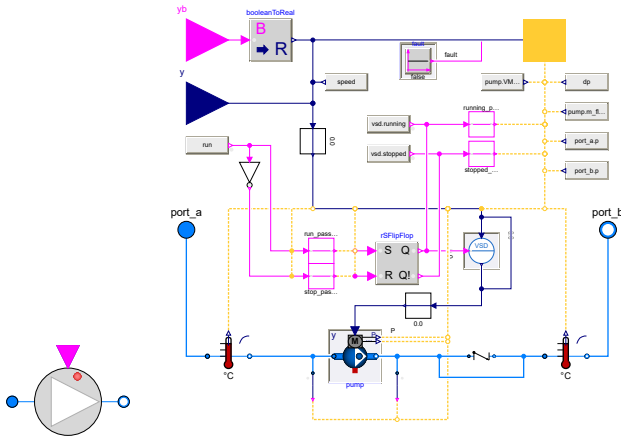 yb
booleanToReal
B
R
fault
fault
false
y
speed
pump.VM...
dp
pump.m_fl...
running_p...
vsd.running
run
0.0
port_a.p
vsd.stopped
stopped_...
port_b.p
port_a
port_b
run_pass...
rSFlipFlop
S Q
R Q!
VSD
stop_pas...
0.0
y
P
P
M
°C
°C
pump